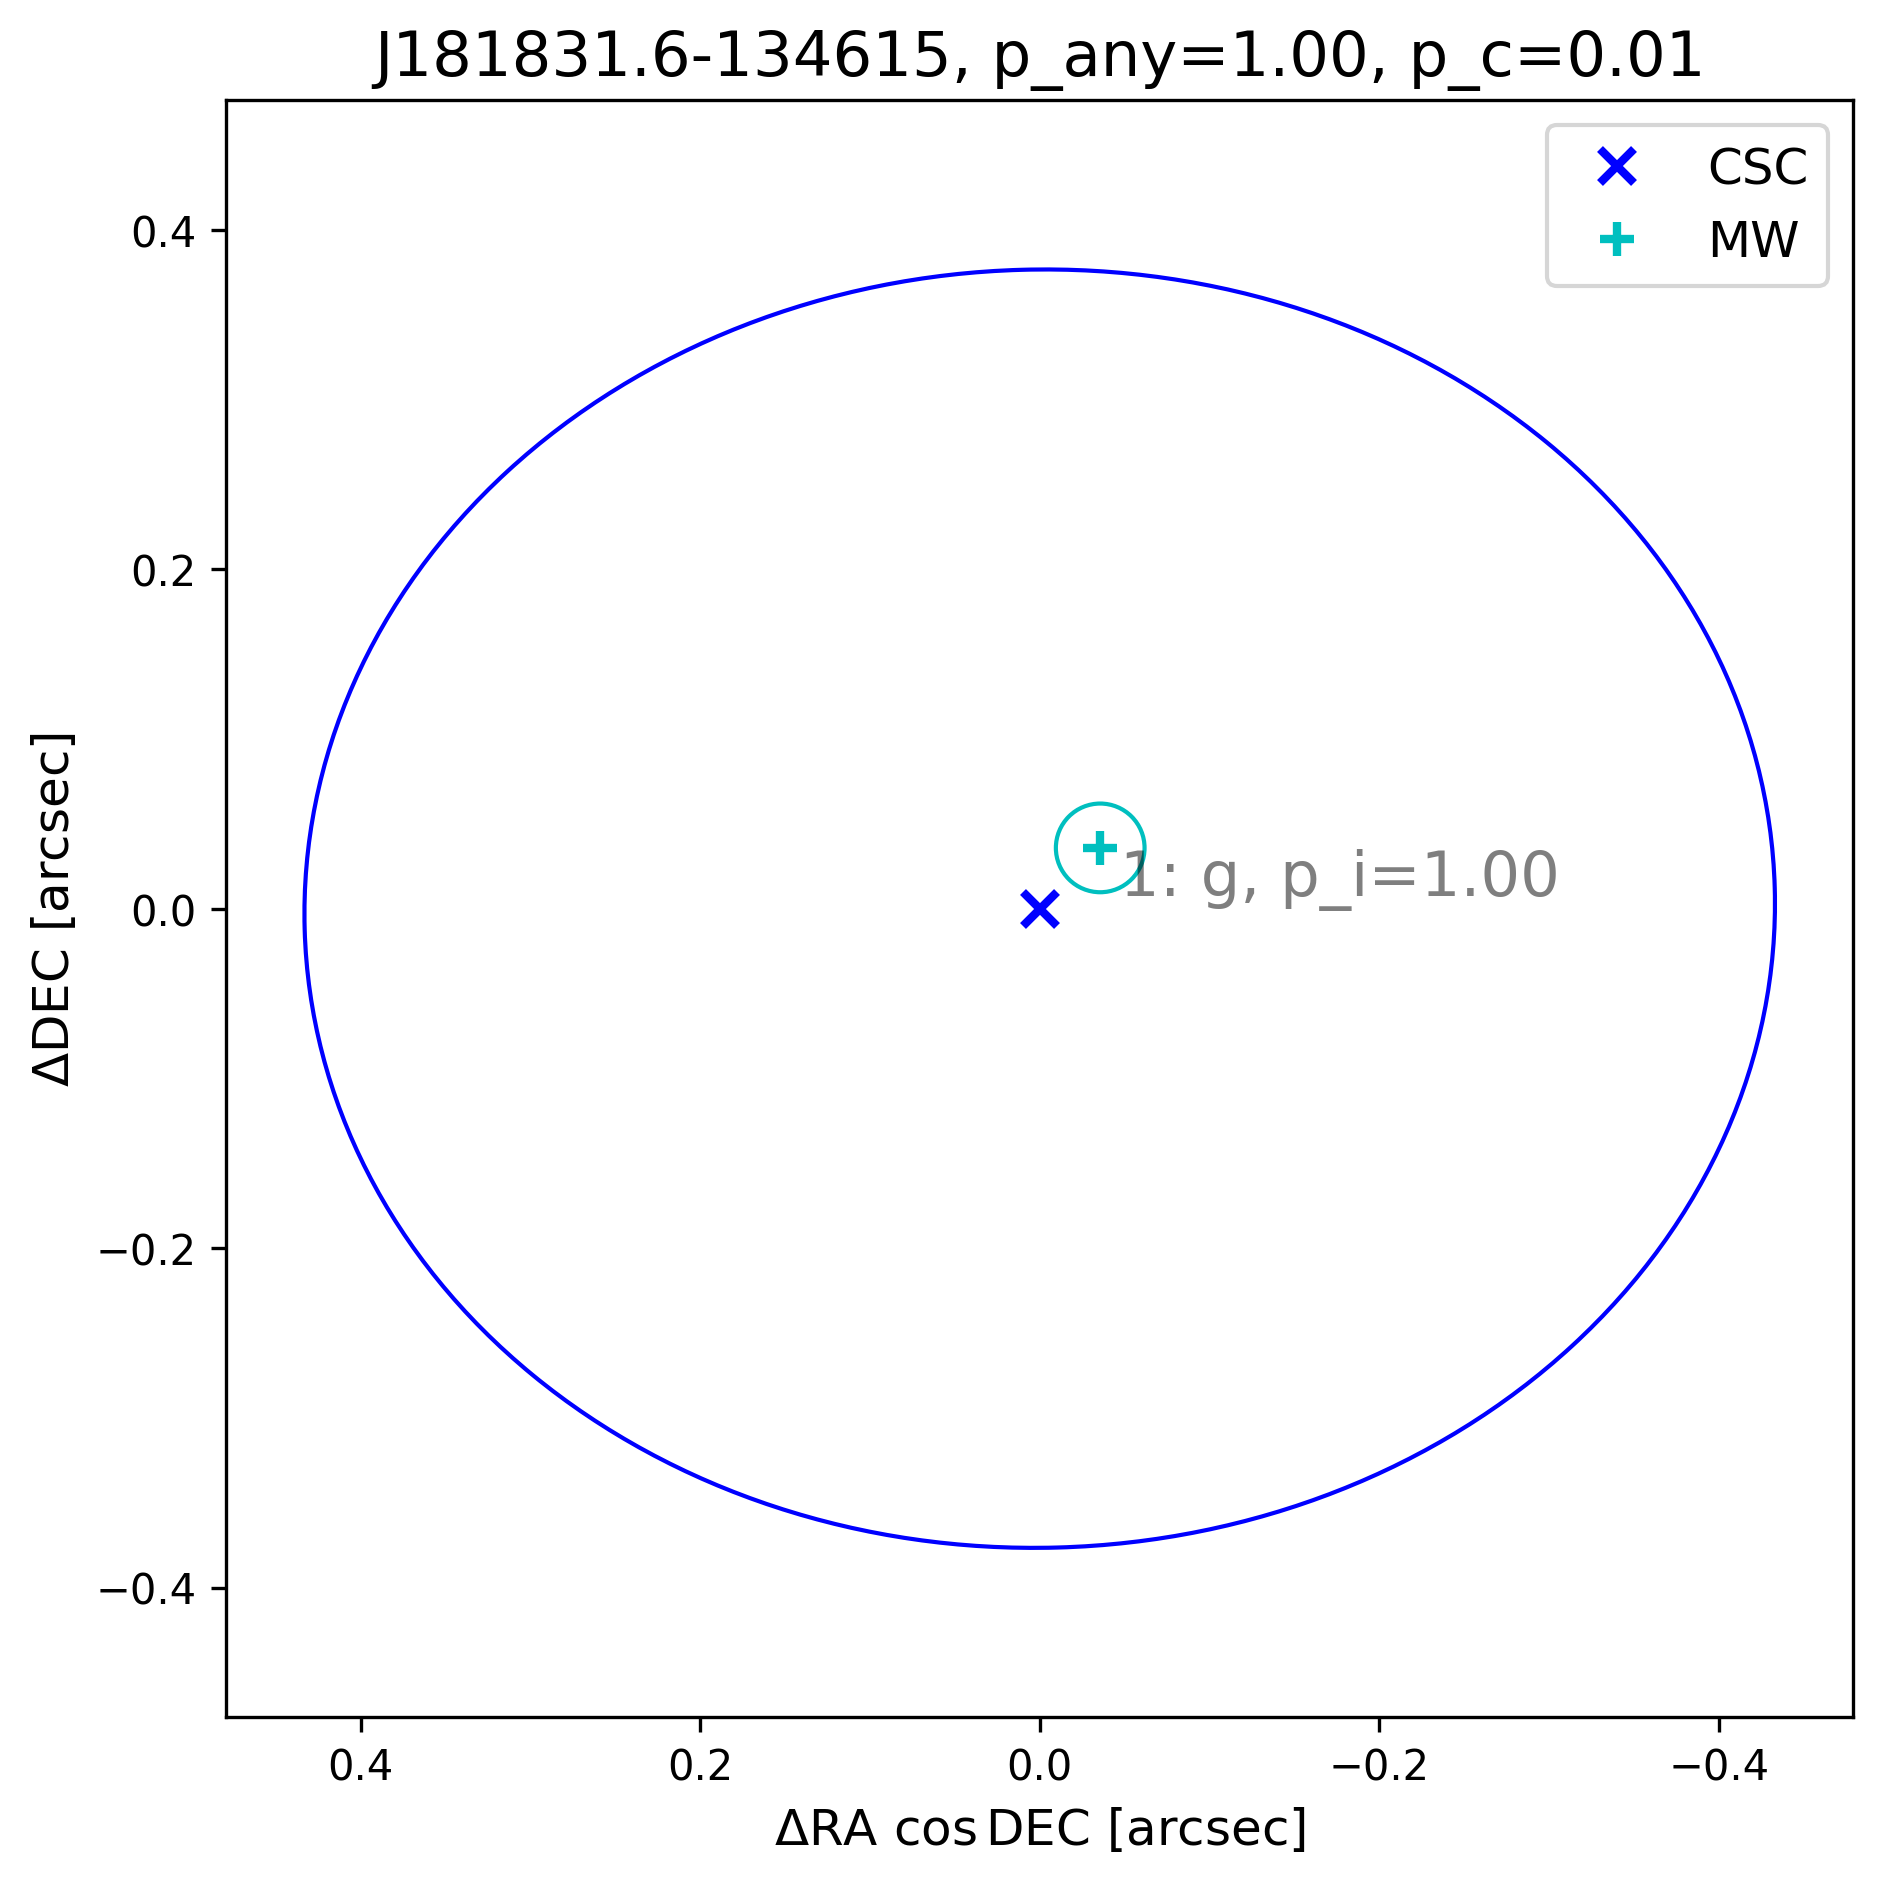 J181831.6-134615, p_any=1.00, p_c=0.01
CSC
MW
0.4
0.2
0.0
−0.2
−0.4
ΔDEC [arcsec]
1: g, p_i=1.00
0.4 0.2 0.0 −0.2 −0.4
ΔRA cos DEC [arcsec]